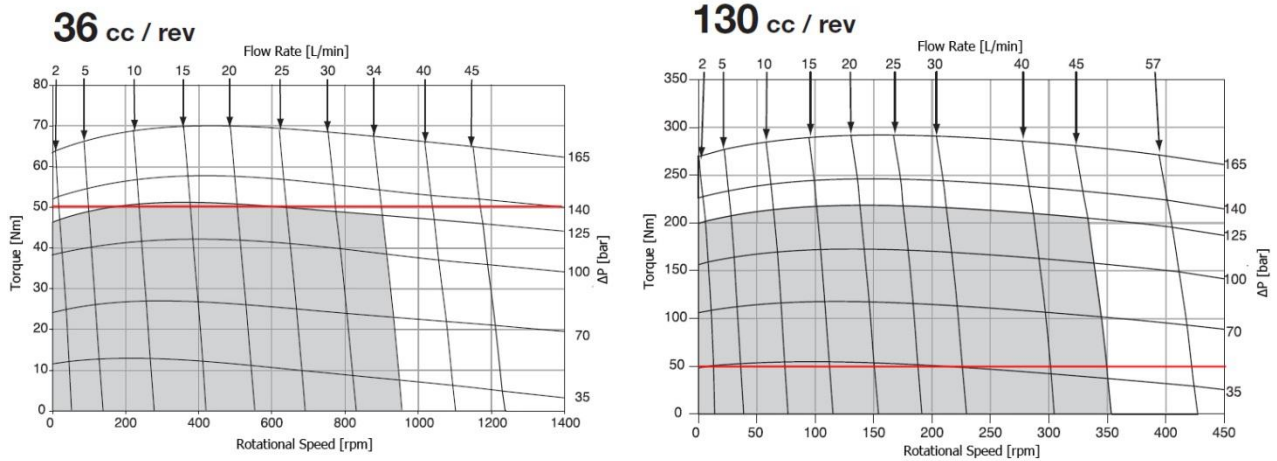 36 cc / rev
Flow Rate [L/min]
2 5 10 15 20 25 30 34 40 45
80
70
60
50
40
30
20
10
0
Torque [Nm]
165
140
125
100
70
35
ΔP [bar]
0 200 400 600 800 1000 1200 1400
Rotational Speed [rpm]
130 cc / rev
Flow Rate [L/min]
2 5 10 15 20 25 30 40 45 57
350
300
250
200
150
100
50
0
Torque [Nm]
165
140
125
100
70
35
ΔP [bar]
0 50 100 150 200 250 300 350 400 450
Rotational Speed [rpm]